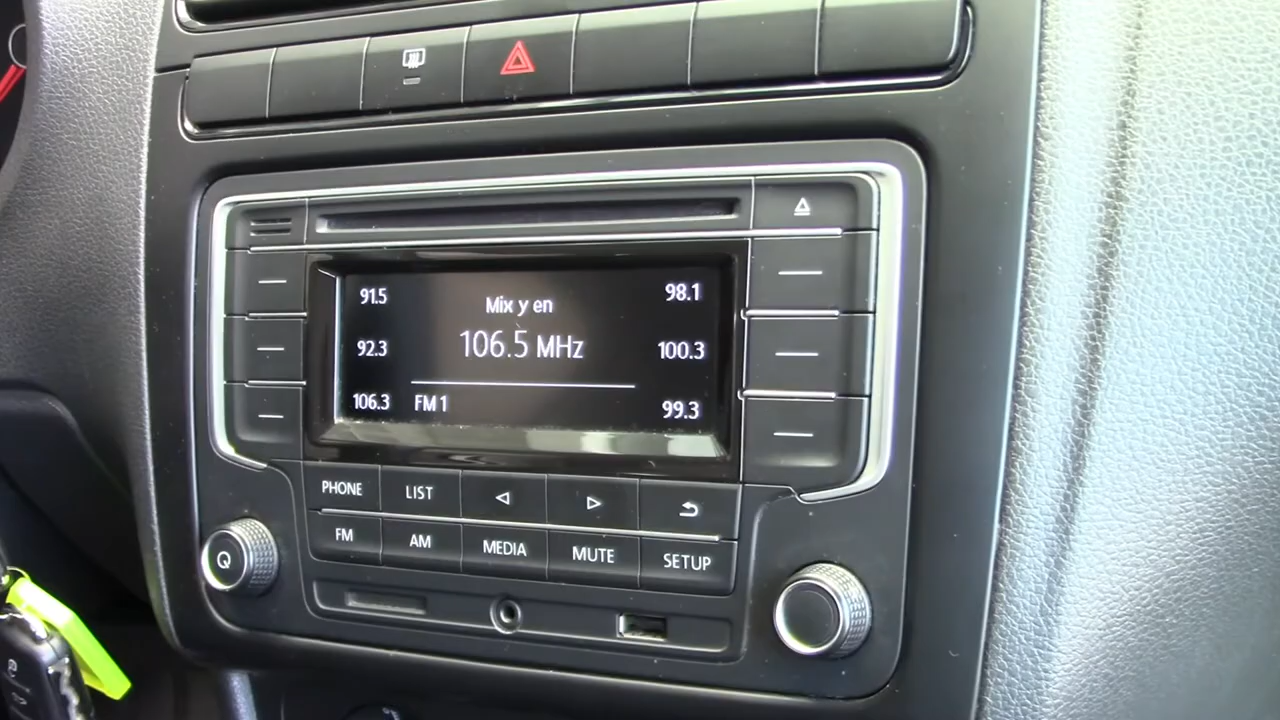 91.5 Mix y en 98.1
92.3 106.5 MHz 100.3
106.3 FM 1 99.3
PHONE LIST
FM AM MEDIA MUTE SETUP